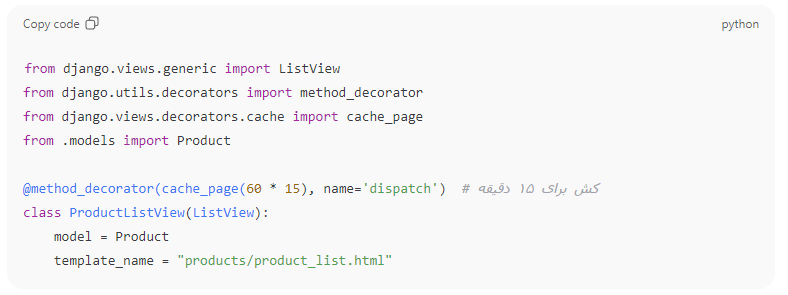 Copy code
python
from django.views.generic import ListView
from django.utils.decorators import method_decorator
from django.views.decorators.cache import cache_page
from .models import Product
@method_decorator(cache_page(60 * 15), name='dispatch')  # کش برای ۱۵ دقیقه
class ProductListView(ListView):
    model = Product
    template_name = "products/product_list.html"